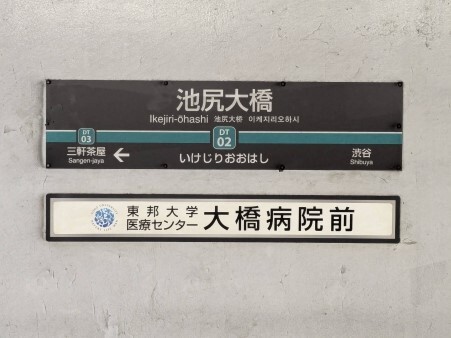 池尻大橋
Ikejiri-ōhashi 池尻大桥 이케지리오하시
DT 03
DT 02
三軒茶屋
Sangen-jaya
いけじりおおはし
渋谷
Shibuya
東邦大学
医療センター 大橋病院前